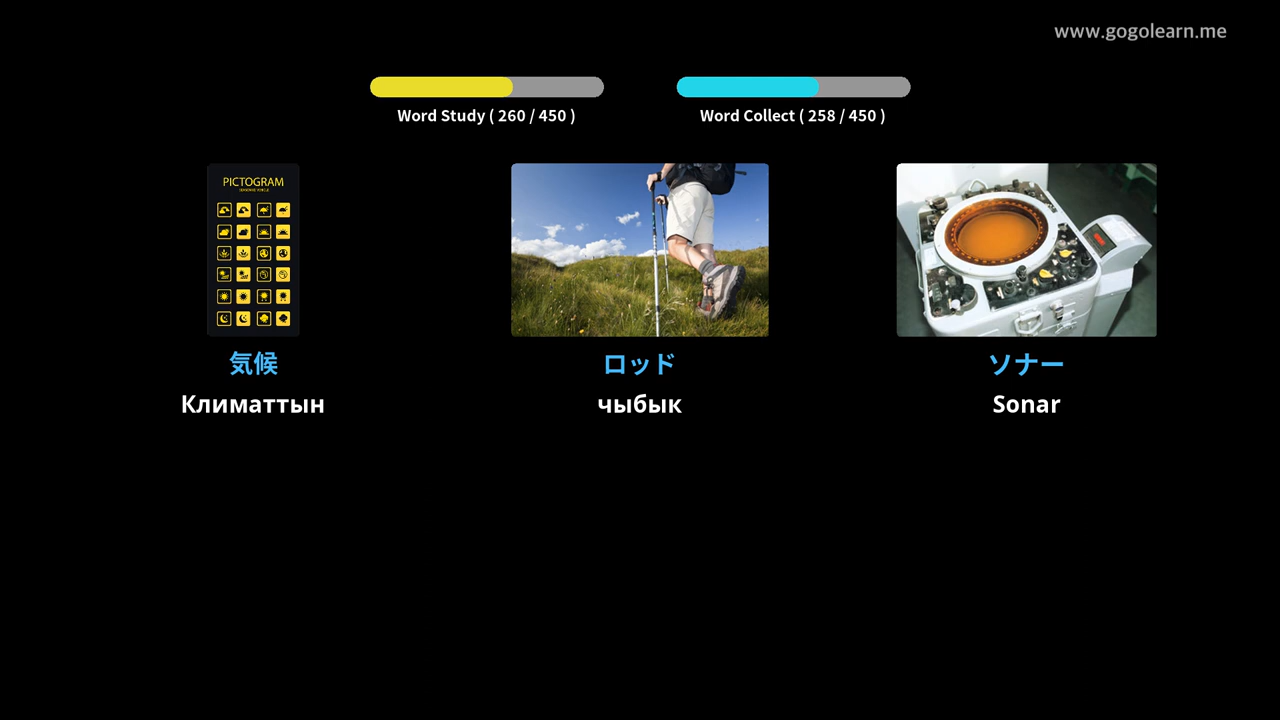 www.gogolearn.me
Word Study ( 260 / 450 )
Word Collect ( 258 / 450 )
PICTOGRAM
気候
ロッド
ソナー
Климаттын
чыбык
Sonar